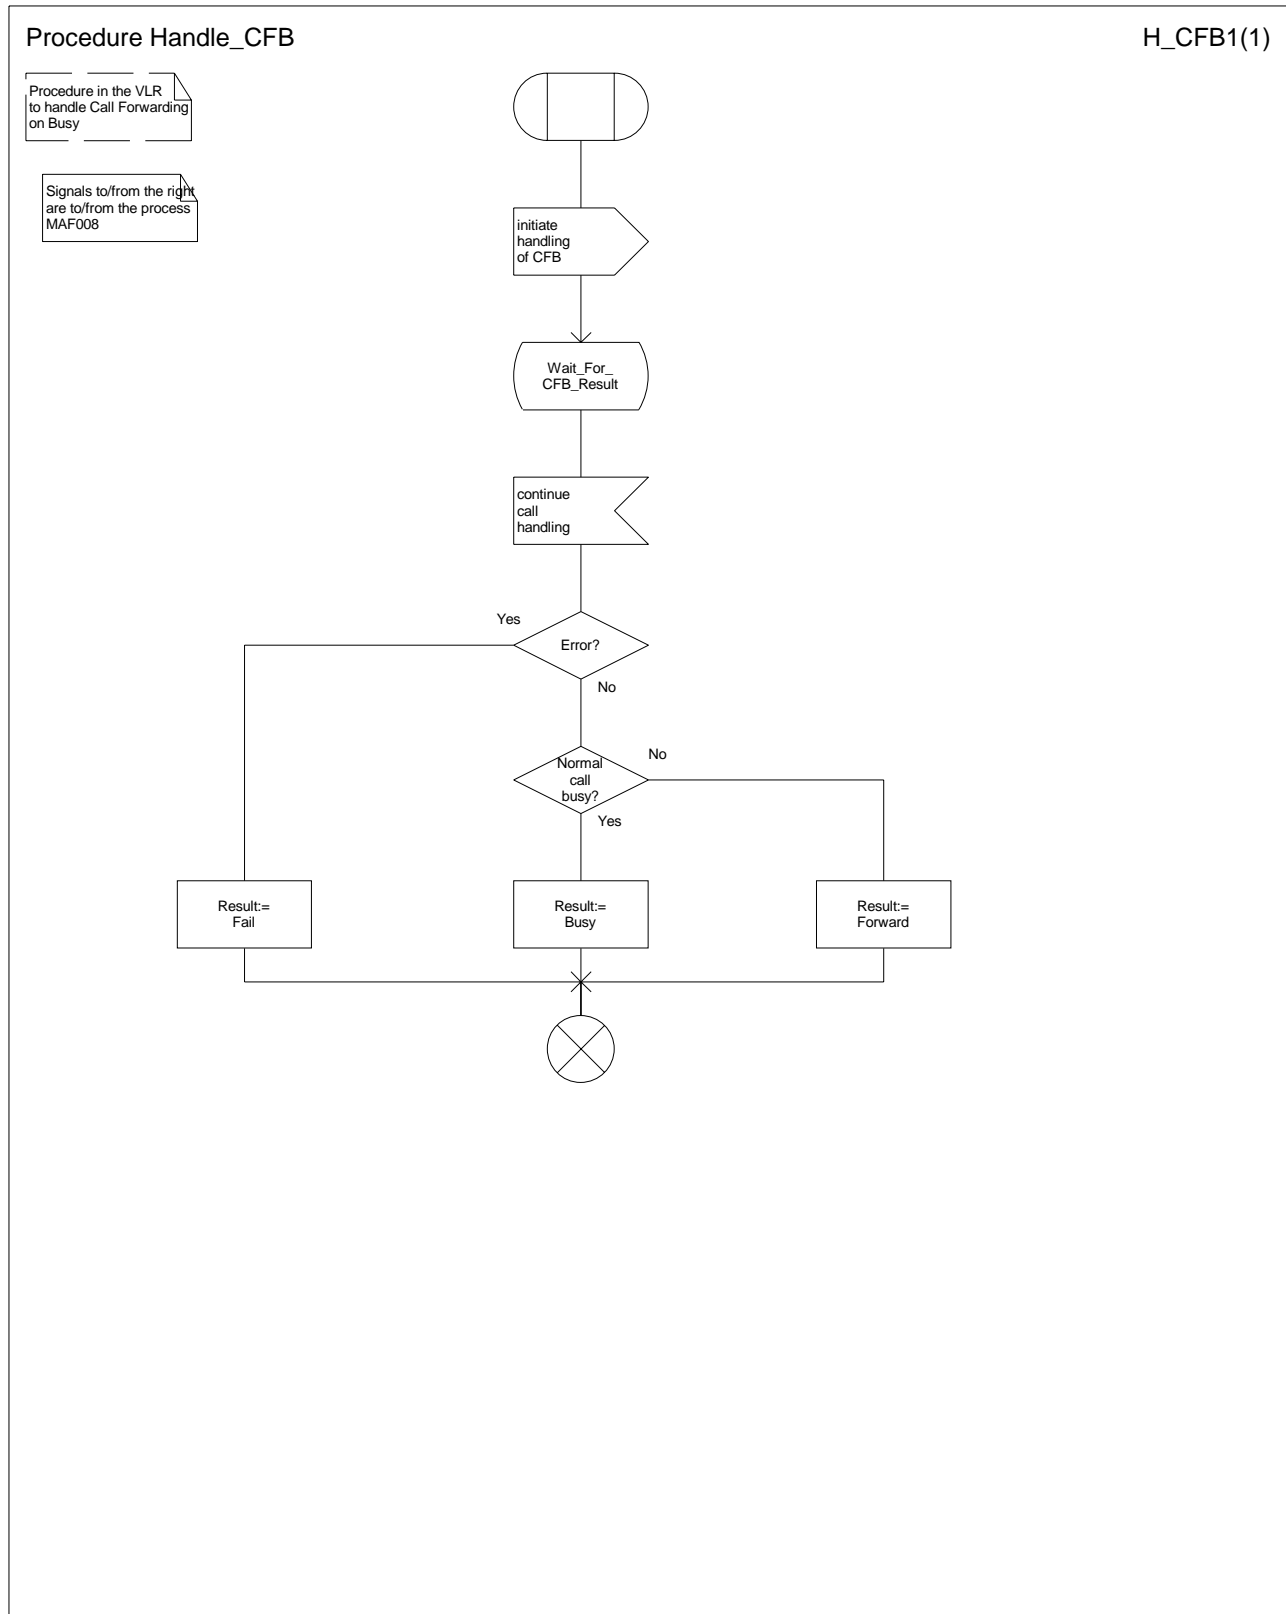 Procedure Handle_CFB
H_CFB1(1)
Procedure in the VLR
to handle Call Forwarding
on Busy
Signals to/from the right
are to/from the process
MAF008
initiate
handling
of CFB
Wait_For_
CFB_Result
continue
call
handling
Yes
Error?
No
No
Normal
call
busy?
Yes
Result:=
Fail
Result:=
Busy
Result:=
Forward